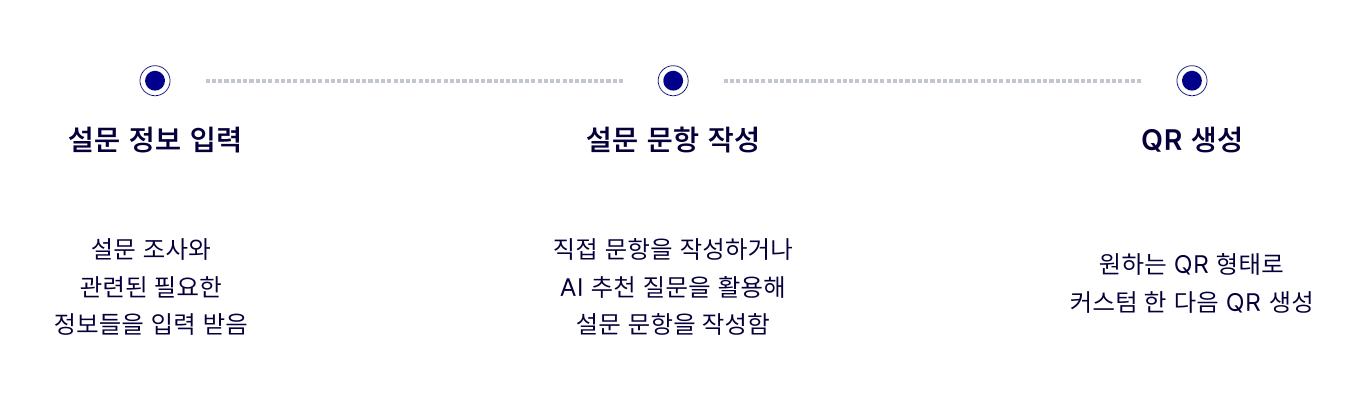 설문 정보 입력
설문 조사와
관련된 필요한
정보들을 입력 받음
설문 문항 작성
직접 문항을 작성하거나
AI 추천 질문을 활용해
설문 문항을 작성함
QR 생성
원하는 QR 형태로
커스텀 한 다음 QR 생성